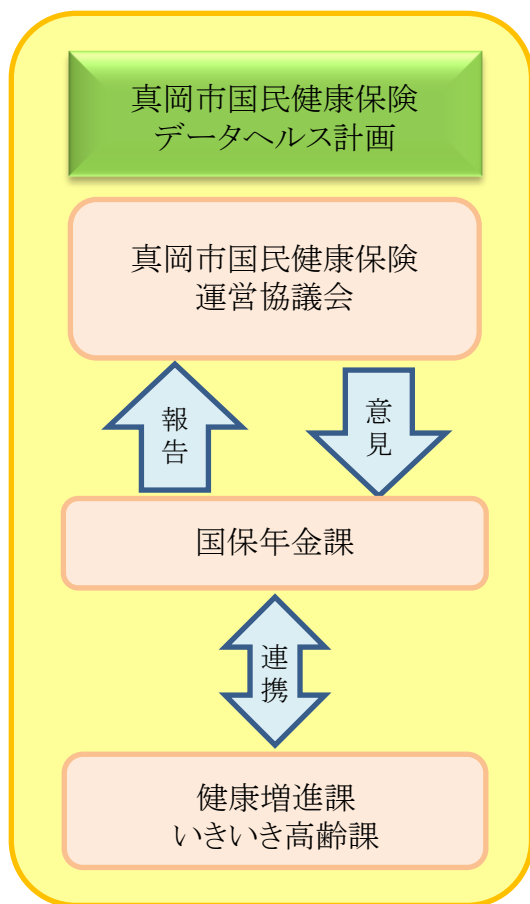 真岡市国民健康保険
データヘルス計画
真岡市国民健康保険
運営協議会
報告
意見
国保年金課
連携
健康増進課
いきいき高齢課